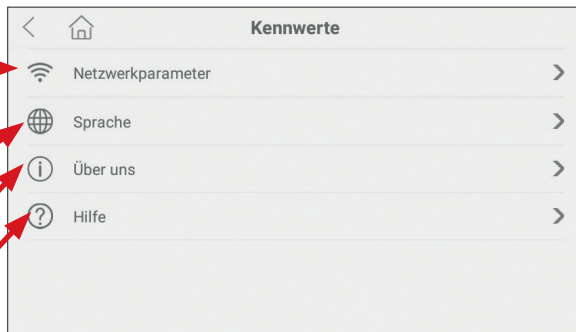 Kennwerte
Netzwerkparameter
Sprache
Über uns
Hilfe